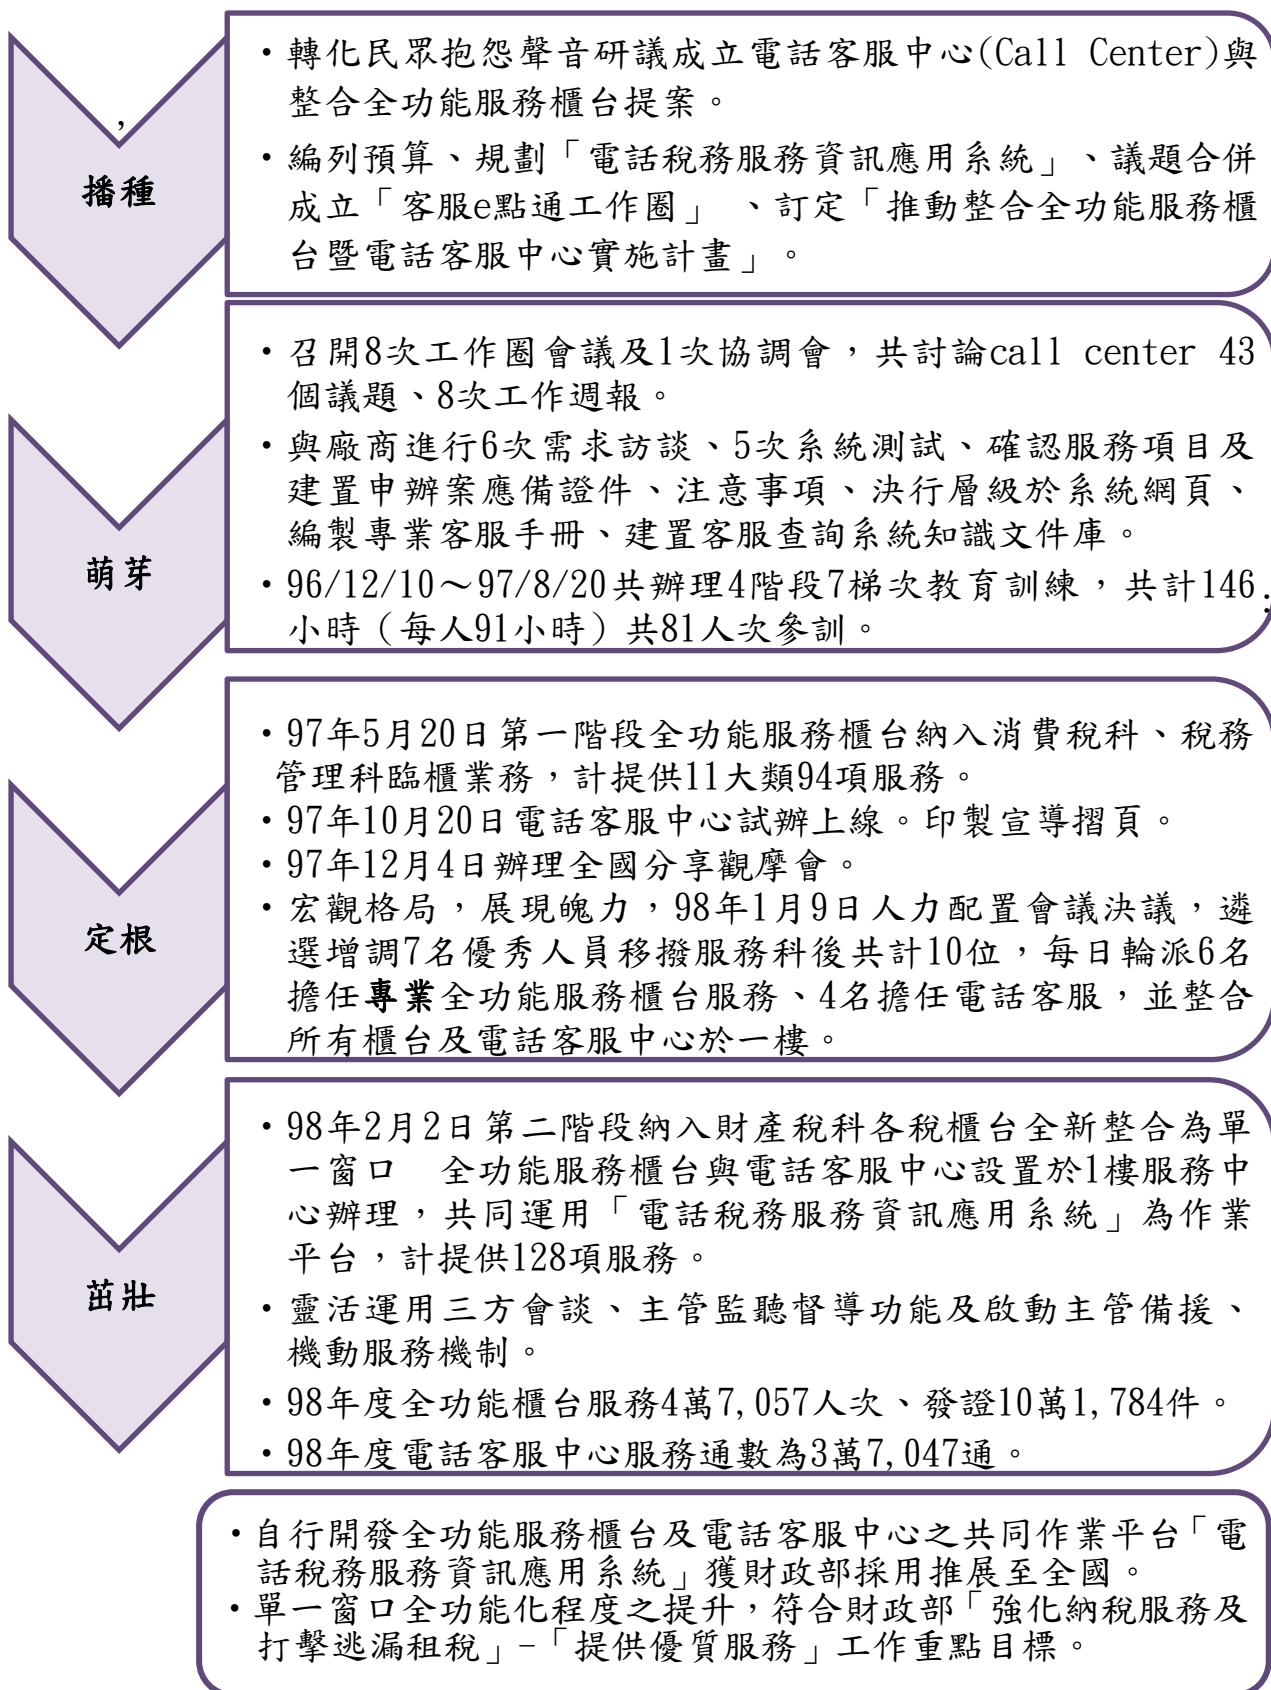 ，
播種
・轉化民眾抱怨聲音研議成立電話客服中心(Call Center)與
整合全功能服務櫃台提案。
・編列預算、規劃「電話稅務服務資訊應用系統」、議題合併
成立「客服e點通工作圈」 、訂定「推動整合全功能服務櫃
台暨電話客服中心實施計畫」。
萌芽
・召開8次工作圈會議及1次協調會，共討論call center 43
個議題、8次工作週報。
・與廠商進行6次需求訪談、5次系統測試、確認服務項目及
建置申辦案應備證件、注意事項、決行層級於系統網頁、
編製專業客服手冊、建置客服查詢系統知識文件庫。
・96/12/10～97/8/20共辦理4階段7梯次教育訓練，共計146.
小時（每人91小時）共81人次參訓。
定根
・97年5月20日第一階段全功能服務櫃台納入消費稅科、稅務
管理科臨櫃業務，計提供11大類94項服務。
・97年10月20日電話客服中心試辦上線。印製宣導摺頁。
・97年12月4日辦理全國分享觀摩會。
・宏觀格局，展現魄力，98年1月9日人力配置會議決議，遴
選增調7名優秀人員移撥服務科後共計10位，每日輪派6名
擔任專業全功能服務櫃台服務、4名擔任電話客服，並整合
所有櫃台及電話客服中心於一樓。
茁壯
・98年2月2日第二階段納入財產稅科各稅櫃台全新整合為單
一窗口　全功能服務櫃台與電話客服中心設置於1樓服務中
心辦理，共同運用「電話稅務服務資訊應用系統」為作業
平台，計提供128項服務。
・靈活運用三方會談、主管監聽督導功能及啟動主管備援、
機動服務機制。
・98年度全功能櫃台服務4萬7,057人次、發證10萬1,784件。
・98年度電話客服中心服務通數為3萬7,047通。
・自行開發全功能服務櫃台及電話客服中心之共同作業平台「電
話稅務服務資訊應用系統」獲財政部採用推展至全國。
・單一窗口全功能化程度之提升，符合財政部「強化納稅服務及
打擊逃漏租稅」-「提供優質服務」工作重點目標。